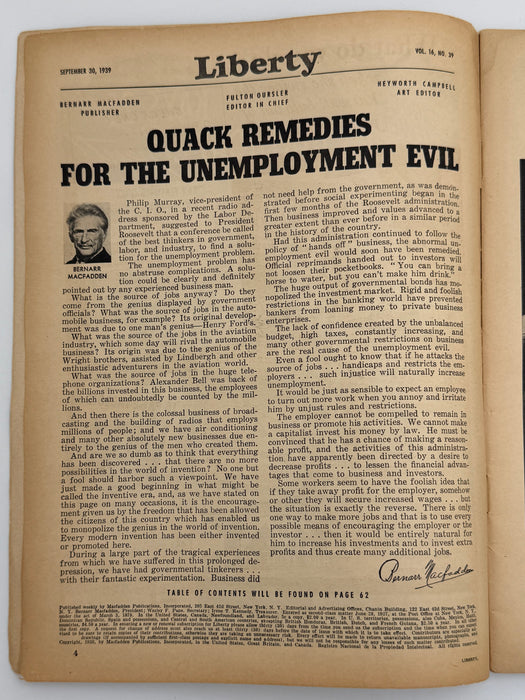 SEPTEMBER 30, 1939
Liberty
VOL. 16, NO. 39
BERNARR MACFADDEN
PUBLISHER
FULTON OURSLER
EDITOR IN CHIEF
HEYWORTH CAMPBELL
ART EDITOR
QUACK REMEDIES
FOR THE UNEMPLOYMENT EVIL
BERNARR
MACFADDEN
Philip Murray, vice-president of
the C. I. O., in a recent radio ad-
dress sponsored by the Labor De-
partment, suggested to President
Roosevelt that a conference be called
of the best thinkers in government,
labor, and industry, to find a solu-
tion for the unemployment problem.
The unemployment problem has
no abstruse complications. A solu-
tion could be clearly and definitely
pointed out by any experienced business man.
What is the source of jobs anyway? Do they
come from the genius displayed by government
officials? What was the source of jobs in the auto-
mobile business, for example? Its original develop-
ment was due to one man's genius—Henry Ford's.
What was the source of the jobs in the aviation
industry, which some day will rival the automobile
business? Its origin was due to the genius of the
Wright brothers, assisted by Lindbergh and other
enthusiastic adventurers in the aviation world.
What was the source of jobs in the huge tele-
phone organizations? Alexander Bell was back of
the billions invested in this business, the employees
of which can undoubtedly be counted by the mil-
lions.
And then there is the colossal business of broad-
casting and the building of radios that employs
millions of people; and we have air conditioning
and many other absolutely new businesses due en-
tirely to the genius of the men who created them.
And are we so dumb as to think that everything
has been discovered . . . that there are no more
possibilities in the world of invention? No one but
a fool should harbor such a viewpoint. We have
just made a good beginning in what might be
called the inventive era, and, as we have stated on
this page on many occasions, it is the encourage-
ment given us by the freedom that has been allowed
the citizens of this country which has enabled us
to monopolize the genius in the world of invention.
Every modern invention has been either invented
or promoted here.
During a large part of the tragical experiences
from which we have suffered in this prolonged de-
pression, we have had government tinkerers . . .
with their fantastic experimentation. Business did
not need help from the government, as was demon-
strated before social experimenting began in the
first few months of the Roosevelt administration.
Then business improved and values advanced to a
greater extent than ever before in a similar period
in the history of the country.
Had this administration continued to follow the
policy of "hands off" business, the abnormal un-
employment evil would soon have been remedied.
Official reprimands handed out to investors will
not loosen their pocketbooks. "You can bring a
horse to water, but you can't make him drink."
The huge output of governmental bonds has mo-
nopolized the investment market. Rigid and foolish
restrictions in the banking world have prevented
bankers from loaning money to private business
enterprises.
The lack of confidence created by the unbalanced
budget, high taxes, constantly increasing, and
many other governmental restrictions on business
are the real cause of the unemployment evil.
Even a fool ought to know that if he attacks the
source of jobs . . . handicaps and restricts the em-
ployers . . . such injustice will naturally increase
unemployment.
It would be just as sensible to expect an employee
to turn out more work when you annoy and irritate
him by unjust rules and restrictions.
The employer cannot be compelled to remain in
business or promote his activities. We cannot make
a capitalist invest his money by law. He must be
convinced that he has a chance of making a reason-
able profit, and the activities of this administra-
tion have apparently been directed by a desire to
decrease profits . . . to lessen the financial advan-
tages that come to business and investors.
Some workers seem to have the foolish idea that
if they take away profit for the employer, somehow
or other they will secure increased wages . . . but
the situation is exactly the reverse. There is only
one way to make more jobs and that is to use every
possible means of encouraging the employer or the
investor . . . then it would be entirely natural for
him to increase his investments and to invest extra
profits and thus create many additional jobs.
Bernarr Macfadden
TABLE OF CONTENTS WILL BE FOUND ON PAGE 62
4
LIBERTY,